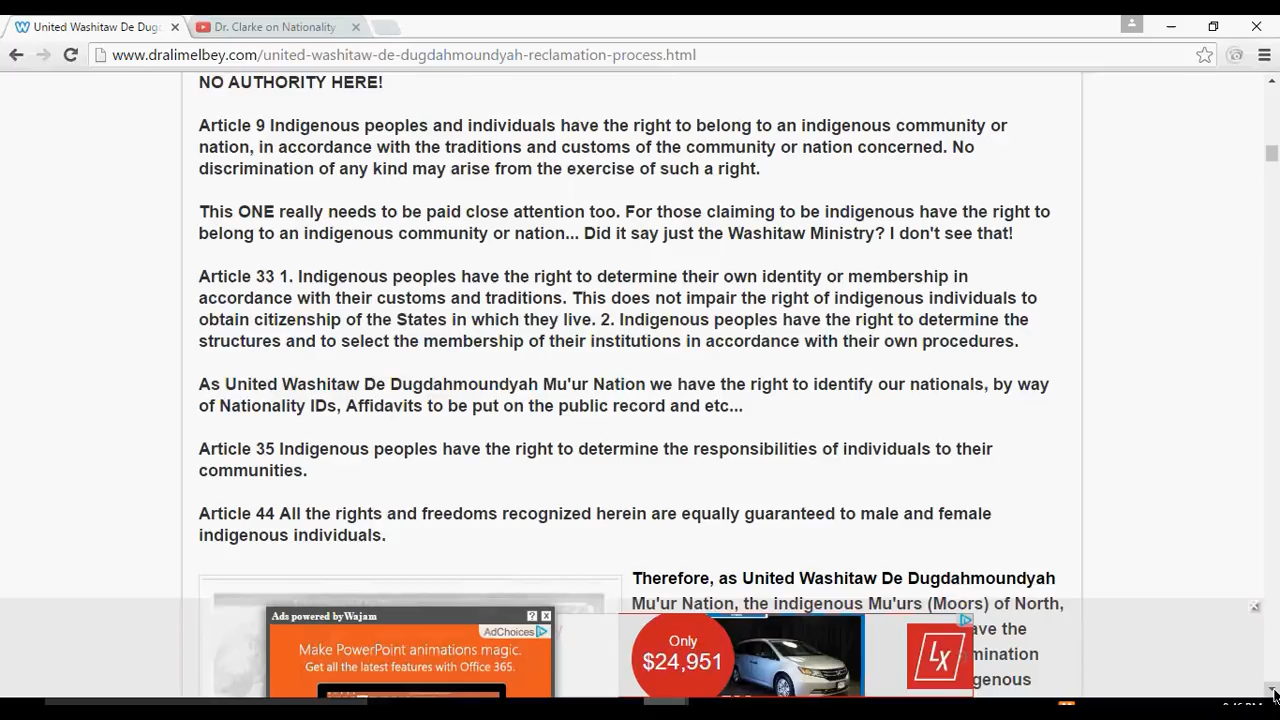 United Washitaw De Dugd
Dr. Clarke on Nationality
www.dralimelbey.com/united-washitaw-de-dugdahmoundyah-reclamation-process.html
NO AUTHORITY HERE!
Article 9 Indigenous peoples and individuals have the right to belong to an indigenous community or
nation, in accordance with the traditions and customs of the community or nation concerned. No
discrimination of any kind may arise from the exercise of such a right.
This ONE really needs to be paid close attention too. For those claiming to be indigenous have the right to
belong to an indigenous community or nation... Did it say just the Washitaw Ministry? I don't see that!
Article 33 1. Indigenous peoples have the right to determine their own identity or membership in
accordance with their customs and traditions. This does not impair the right of indigenous individuals to
obtain citizenship of the States in which they live. 2. Indigenous peoples have the right to determine the
structures and to select the membership of their institutions in accordance with their own procedures.
As United Washitaw De Dugdahmoundyah Mu'ur Nation we have the right to identify our nationals, by way
of Nationality IDs, Affidavits to be put on the public record and etc...
Article 35 Indigenous peoples have the right to determine the responsibilities of individuals to their
communities.
Article 44 All the rights and freedoms recognized herein are equally guaranteed to male and female
indigenous individuals.
Therefore, as United Washitaw De Dugdahmoundyah
Mu'ur Nation, the indigenous Mu'urs (Moors) of North,
ave the
mination
genous
Ads powered by Wajam
AdChoices
Make PowerPoint animations magic.
Get all the latest features with Office 365.
Only
$24,951
LX